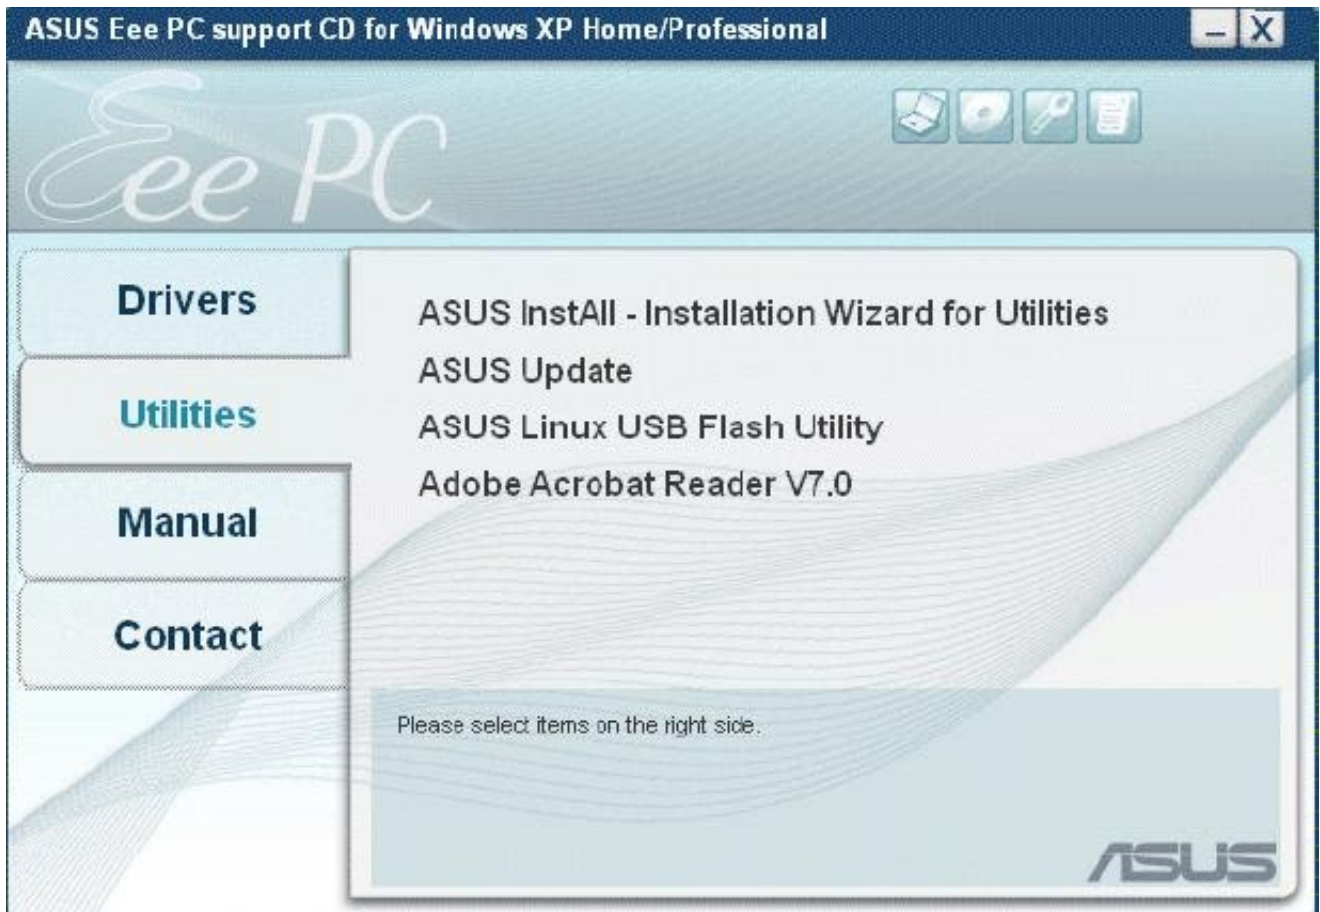 ASUS Eee PC support CD for Windows XP Home/Professional
Eee PC
Drivers
Utilities
Manual
Contact
ASUS InstAll - Installation Wizard for Utilities
ASUS Update
ASUS Linux USB Flash Utility
Adobe Acrobat Reader V7.0
Please select items on the right side.
ASUS